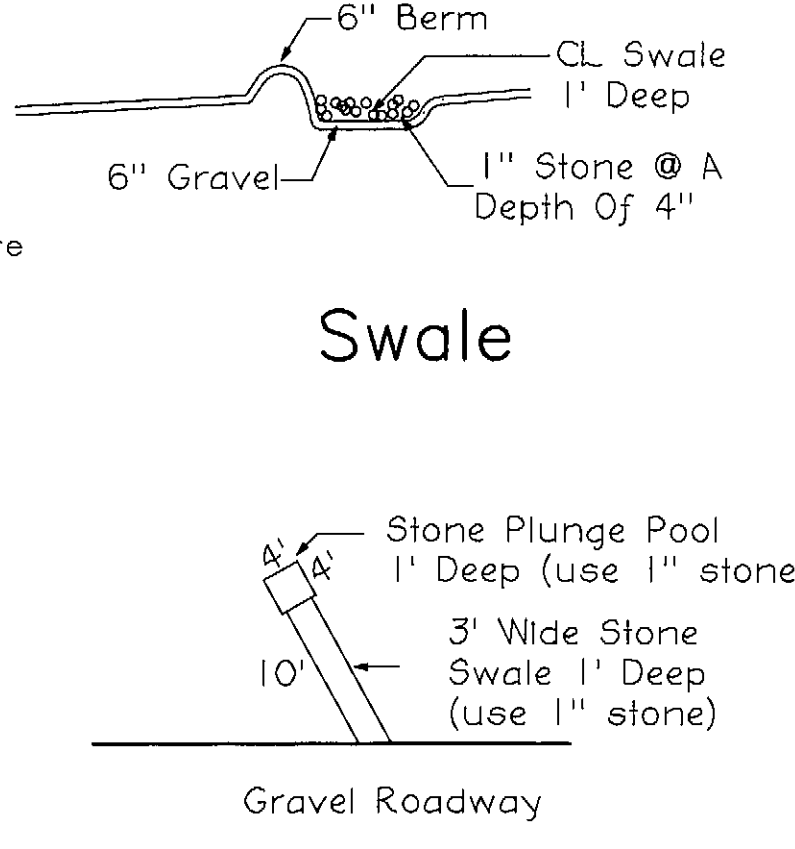 6" Berm
CL Swale
1' Deep
6" Gravel
1" Stone @ A
Depth Of 4"
re
Swale
Stone Plunge Pool
1' Deep (use 1" stone
4'
4'
3' Wide Stone
Swale 1' Deep
(use 1" stone)
10'
Gravel Roadway